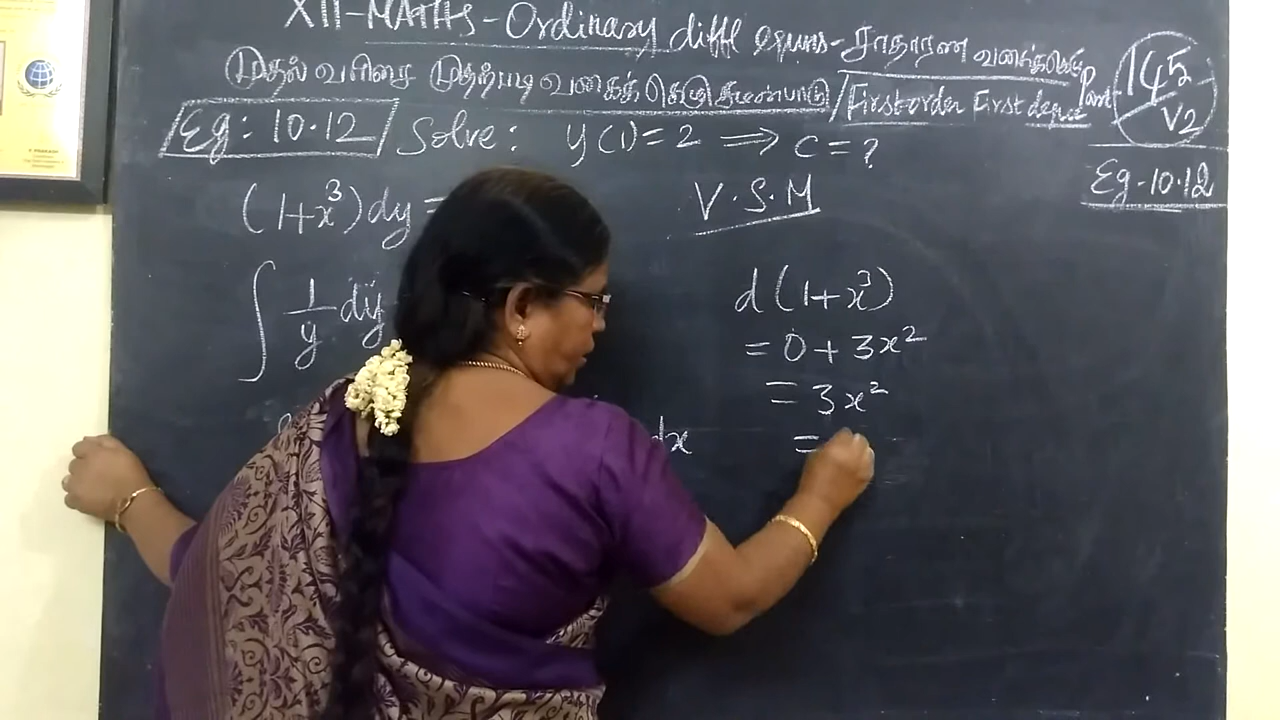 XII-MATHS-Ordinary diffl eqns- சாதாரண
Part-145
V2
முதல் வரிசை முதற்படி வகைக்கெழு சமன்பாடு / First order First degree
Eg: 10.12 Solve: y(1)=2 ⇒ c=?
Eg-10.12
(1+x³)dy=
V.S.M
∫ 1/y dy
d(1+x³)
= 0+3x²
= 3x²
dx
=